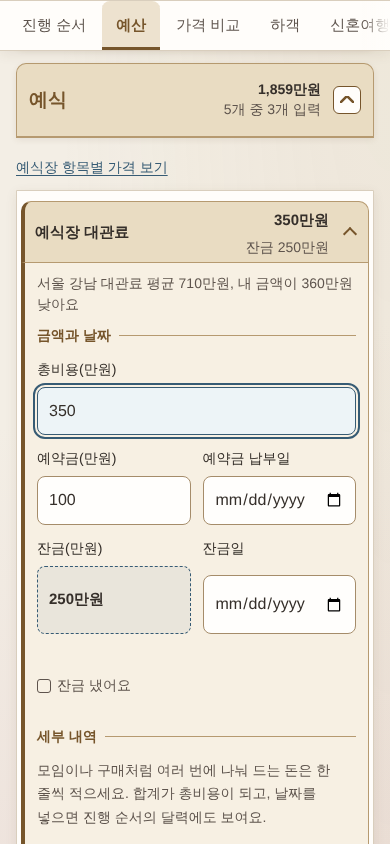 진행 순서 예산 가격 비교 하객 신혼여행
예식
1,859만원
5개 중 3개 입력
예식장 항목별 가격 보기
예식장 대관료
350만원
잔금 250만원
서울 강남 대관료 평균 710만원, 내 금액이 360만원
낮아요
금액과 날짜
총비용(만원)
350
예약금(만원) 예약금 납부일
100 mm/dd/yyyy
잔금(만원) 잔금일
250만원 mm/dd/yyyy
잔금 냈어요
세부 내역
모임이나 구매처럼 여러 번에 나눠 드는 돈은 한
줄씩 적으세요. 합계가 총비용이 되고, 날짜를
넣으면 진행 순서의 달력에도 보여요.